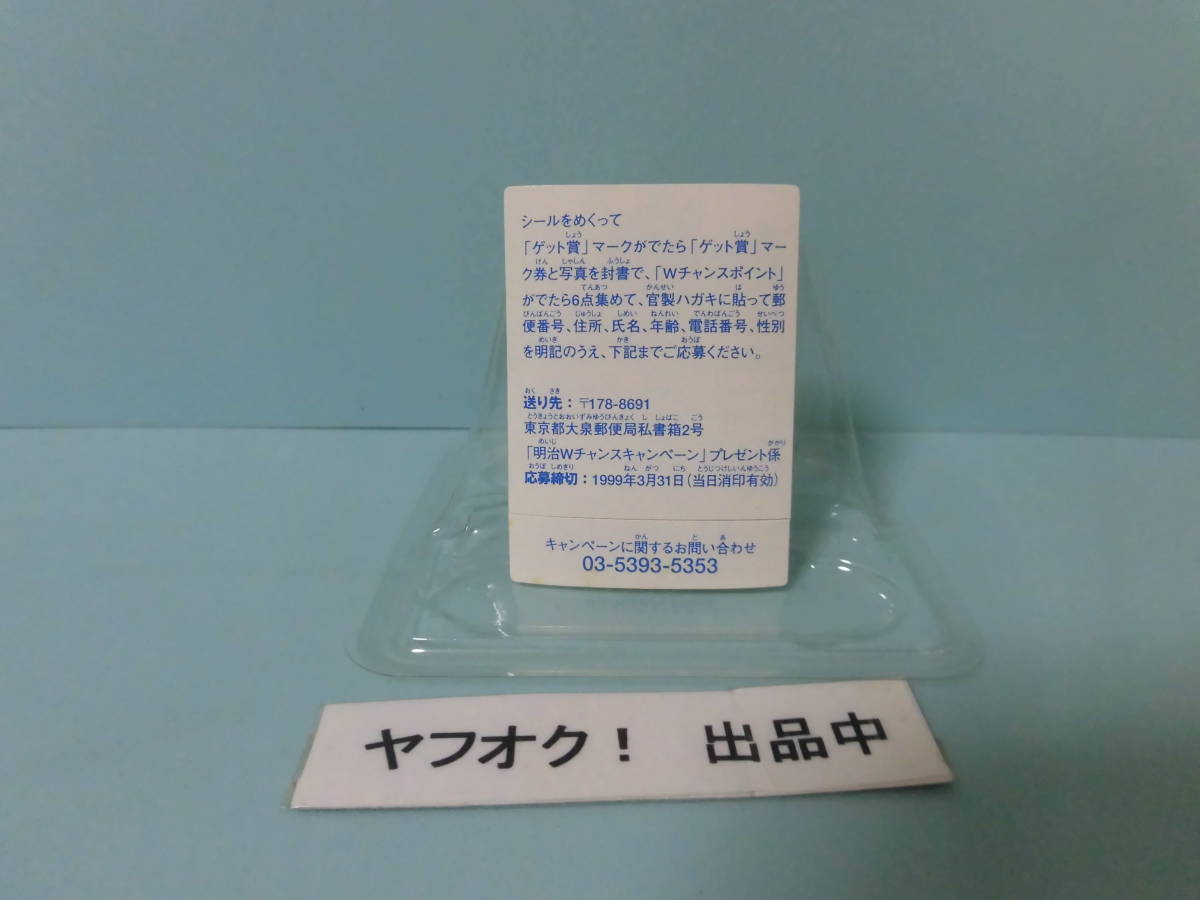 シールをめくって
「ゲット賞」マークがでたら「ゲット賞」マー
ク券と写真を封書で、「Wチャンスポイント」
がでたら6点集めて、官製ハガキに貼って郵
便番号、住所、氏名、年齢、電話番号、性別
を明記のうえ、下記までご応募ください。
送り先：〒178-8691
東京都大泉郵便局私書箱2号
「明治Wチャンスキャンペーン」プレゼント係
応募締切：1999年3月31日（当日消印有効）
キャンペーンに関するお問い合わせ
03-5393-5353
ヤフオク！ 出品中